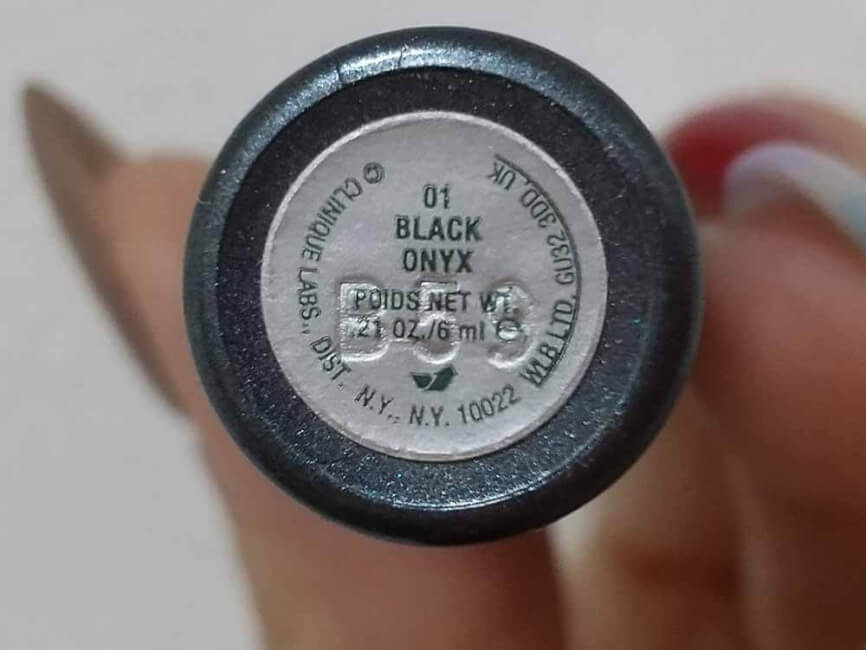 01
BLACK
ONYX
POIDS NET WT.
.21 OZ./6 ml ℮
B59
© CLINIQUE LABS., DIST. N.Y., N.Y. 10022
WLB LTD, GU32 3DD, UK